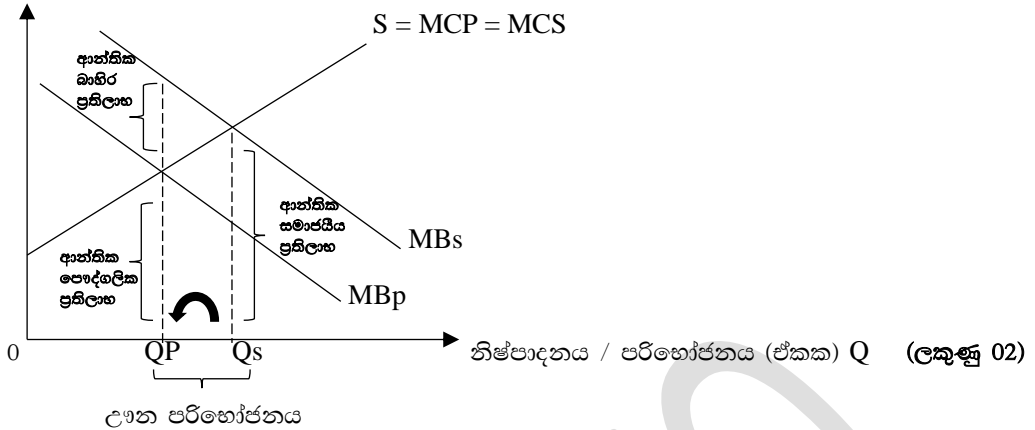 S = MCP = MCS
ආන්තික
බාහිර
ප්‍රතිලාභ
ආන්තික
සමාජයීය
ප්‍රතිලාභ
MBs
ආන්තික
පෞද්ගලික
ප්‍රතිලාභ
MBp
0 QP Qs නිෂ්පාදනය / පරිභෝජනය (ඒකක) Q (ලකුණු 02)
ඌන පරිභෝජනය